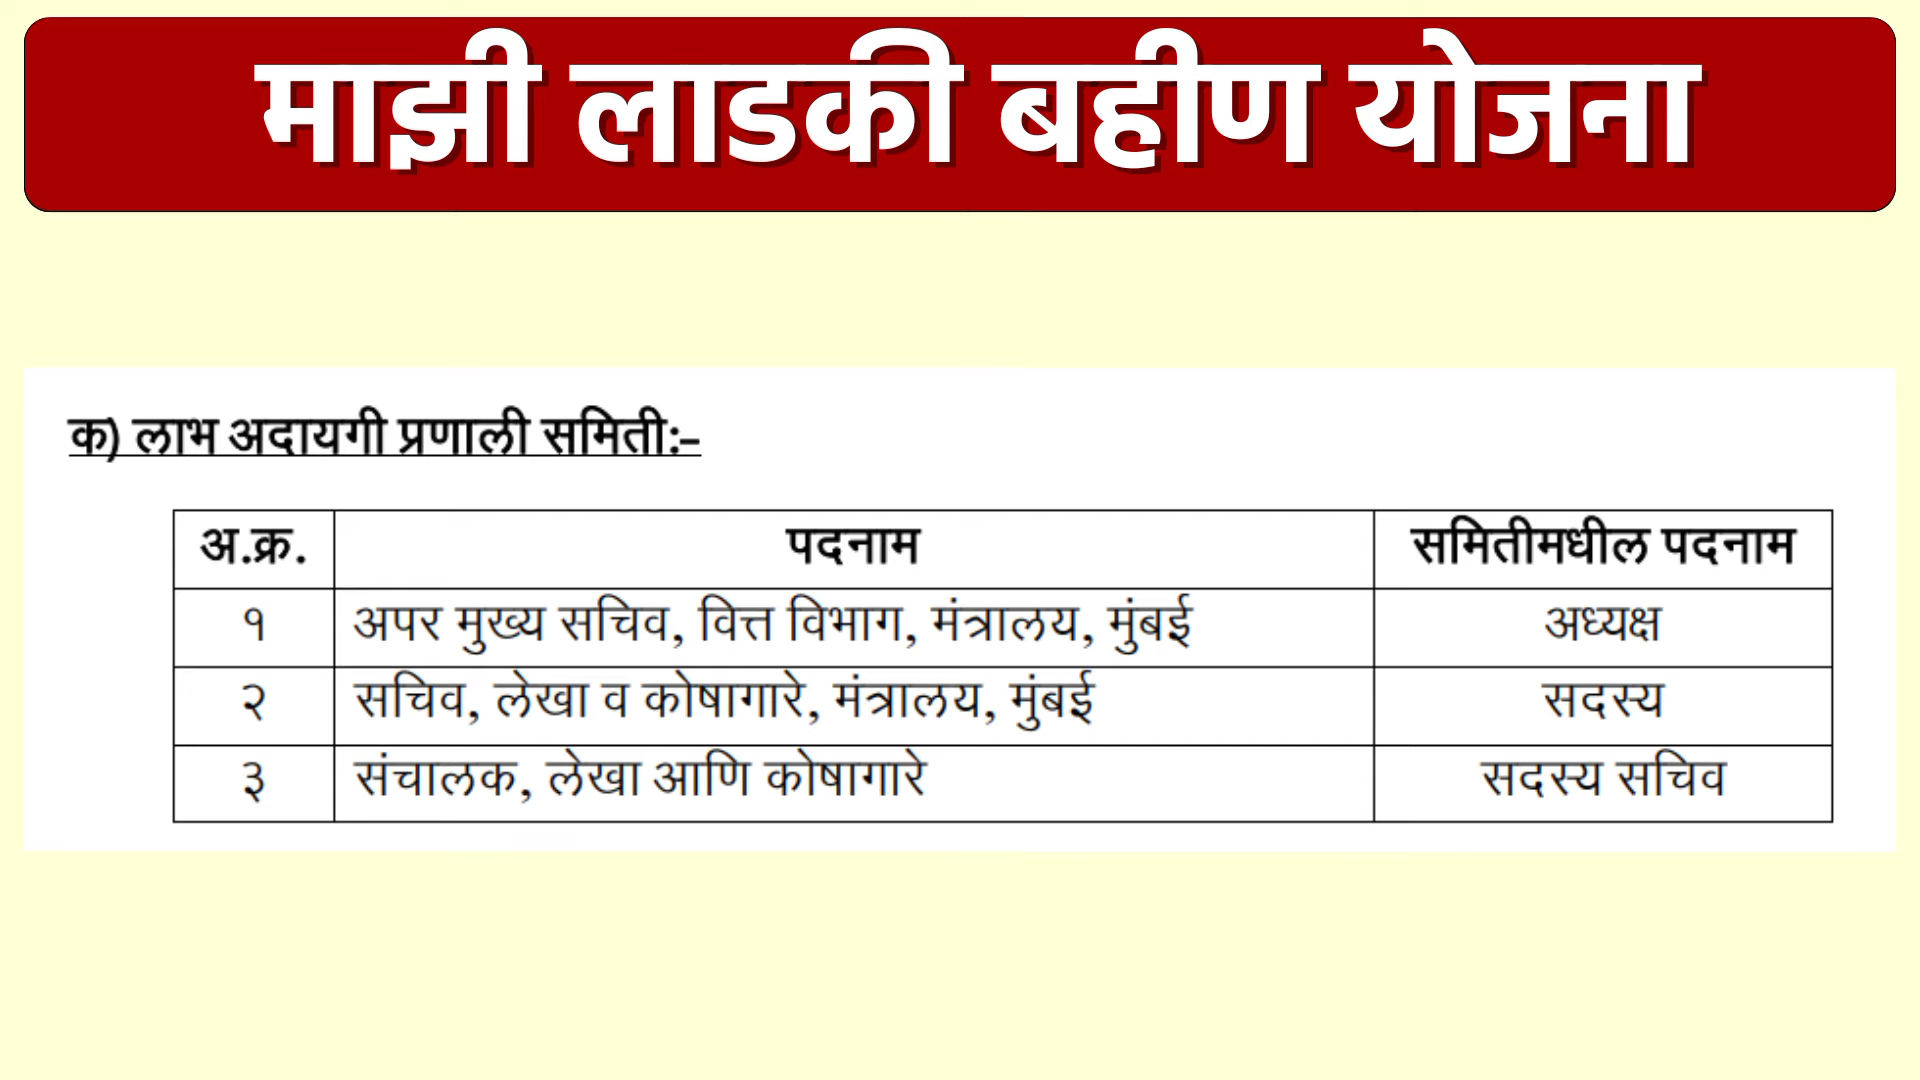 माझी लाडकी बहीण योजना
क) लाभ अदायगी प्रणाली समिती:-
अ.क्र. पदनाम समितीमधील पदनाम
१ अपर मुख्य सचिव, वित्त विभाग, मंत्रालय, मुंबई अध्यक्ष
२ सचिव, लेखा व कोषागारे, मंत्रालय, मुंबई सदस्य
३ संचालक, लेखा आणि कोषागारे सदस्य सचिव